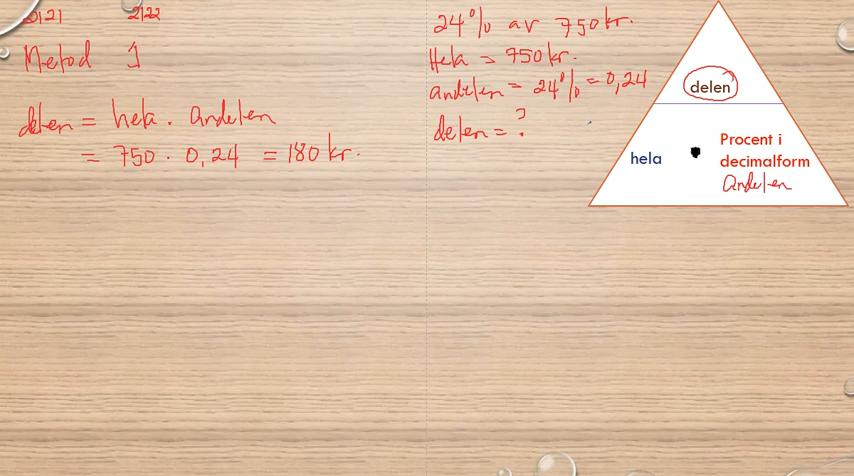 2122
Metod 1
delen = hela · andelen
= 750 · 0,24 = 180 kr.
24% av 750 kr.
Hela = 750 kr.
andelen = 24% = 0,24
delen = ?
delen
hela • Procent i decimalform
andelen